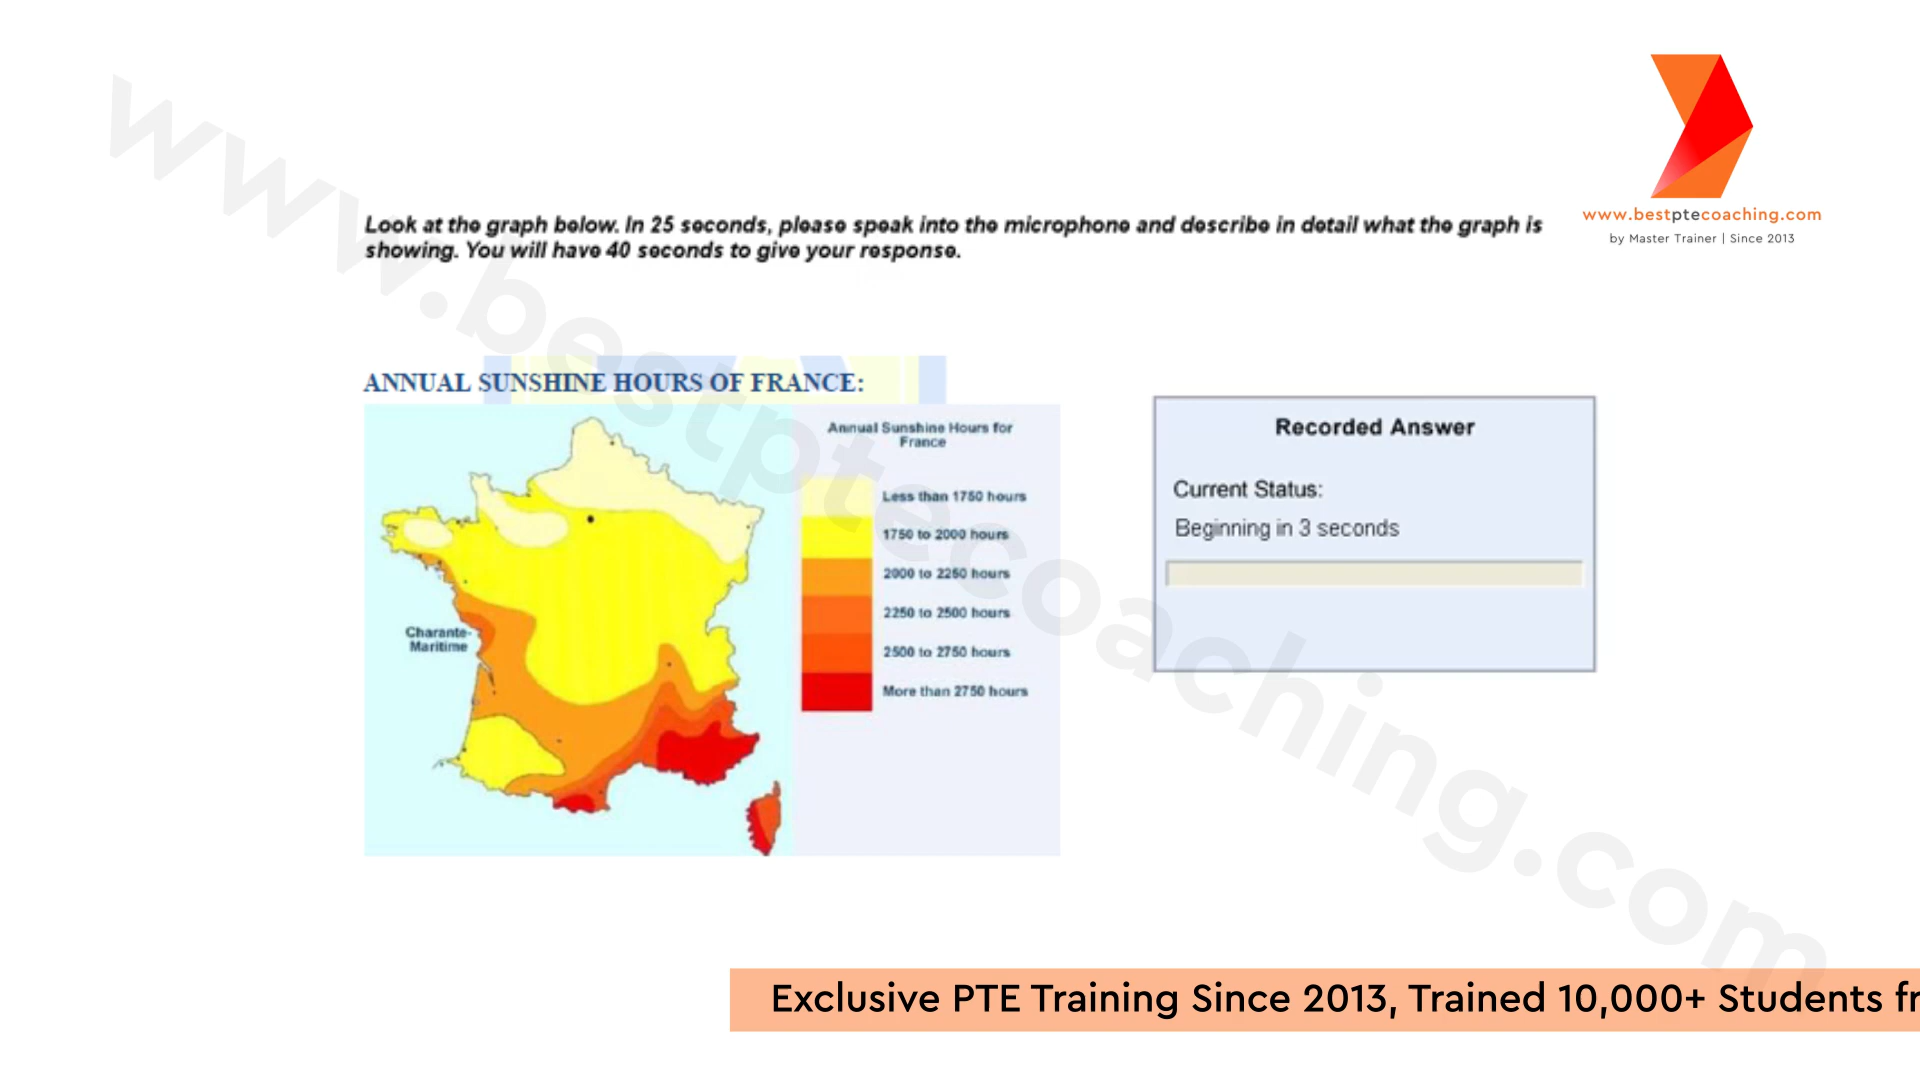 www.bestptecoaching.com
by Master Trainer | Since 2013
Look at the graph below. In 25 seconds, please speak into the microphone and describe in detail what the graph is
showing. You will have 40 seconds to give your response.
ANNUAL SUNSHINE HOURS OF FRANCE:
Annual Sunshine Hours for
France
Less than 1750 hours
1750 to 2000 hours
2000 to 2250 hours
2250 to 2500 hours
2500 to 2750 hours
More than 2750 hours
Charante-
Maritime
Recorded Answer
Current Status:
Beginning in 3 seconds
www.bestptecoaching.com
Exclusive PTE Training Since 2013, Trained 10,000+ Students fr